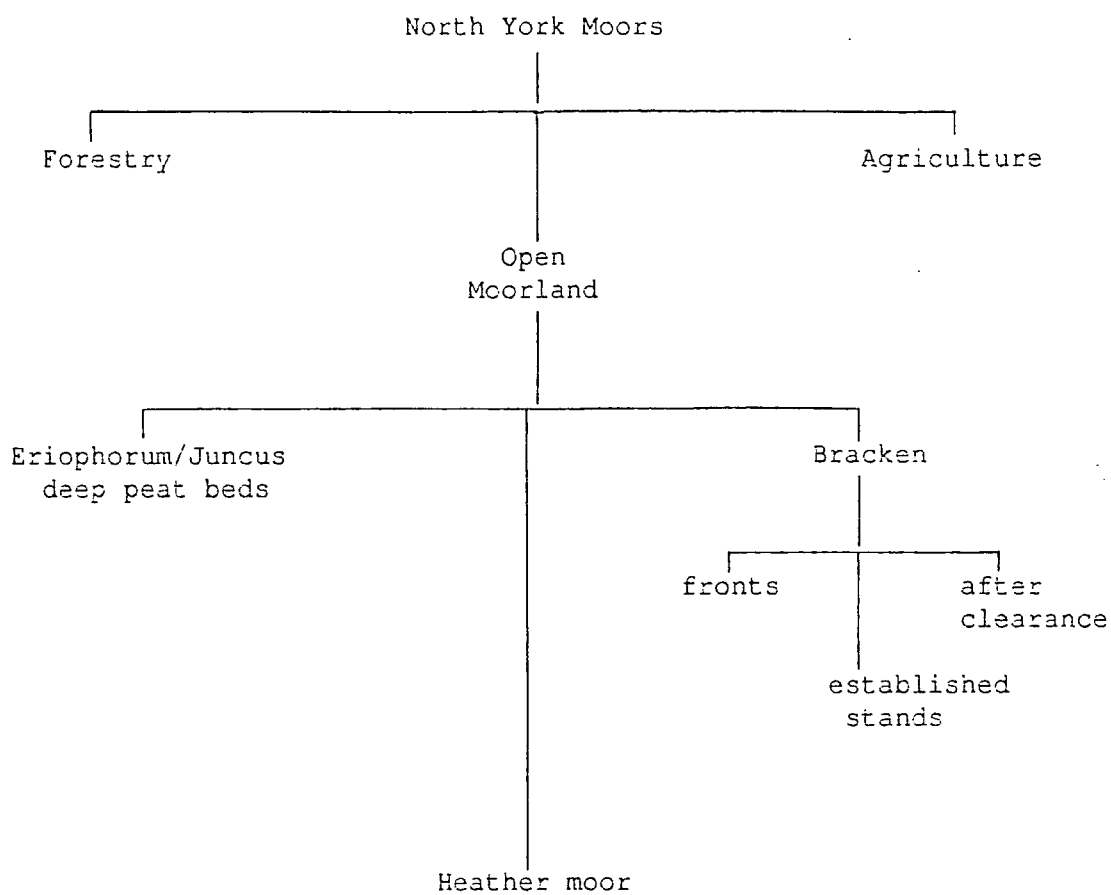 North York Moors
Forestry
Agriculture
Open
Moorland
Eriophorum/Juncus
deep peat beds
Bracken
fronts
after
clearance
established
stands
Heather moor